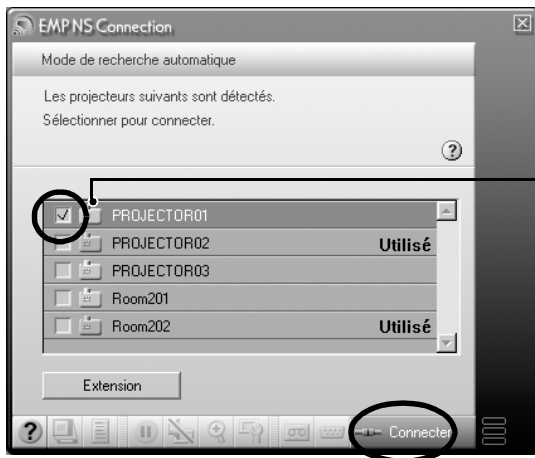 EMP NS Connection
Mode de recherche automatique
Les projecteurs suivants sont détectés.
Sélectionner pour connecter.
PROJECTOR01
PROJECTOR02 Utilisé
PROJECTOR03
Room201
Room202 Utilisé
Extension
Connecter